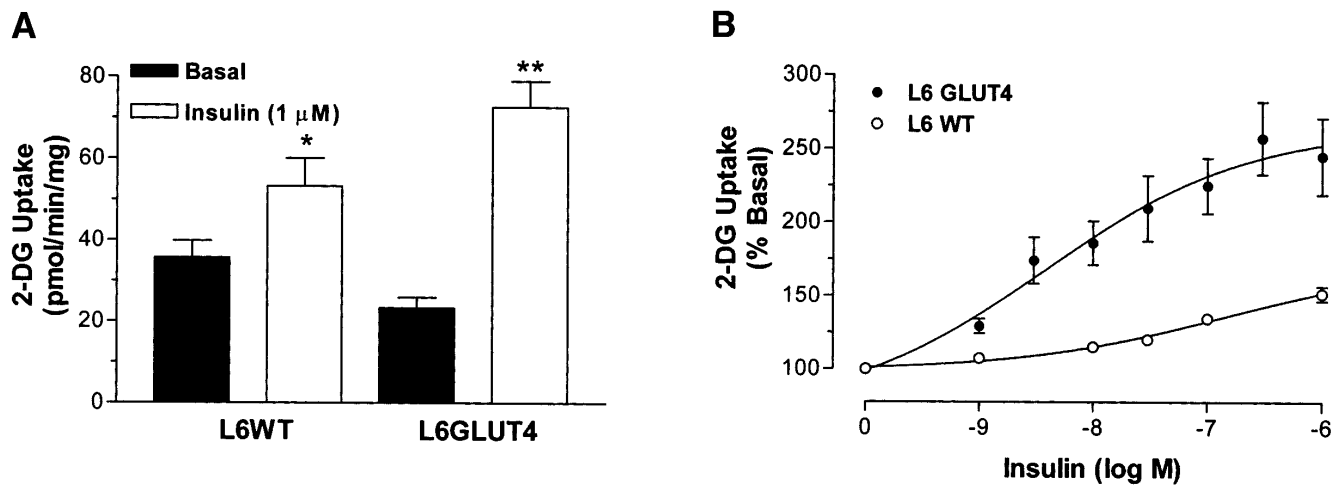 A
Basal
Insulin (1 μM)
80
60
40
20
0
2-DG Uptake
(pmol/min/mg)
*
**
L6WT
L6GLUT4
B
L6 GLUT4
L6 WT
300
250
200
150
100
2-DG Uptake
(% Basal)
0
-9
-8
-7
-6
Insulin (log M)